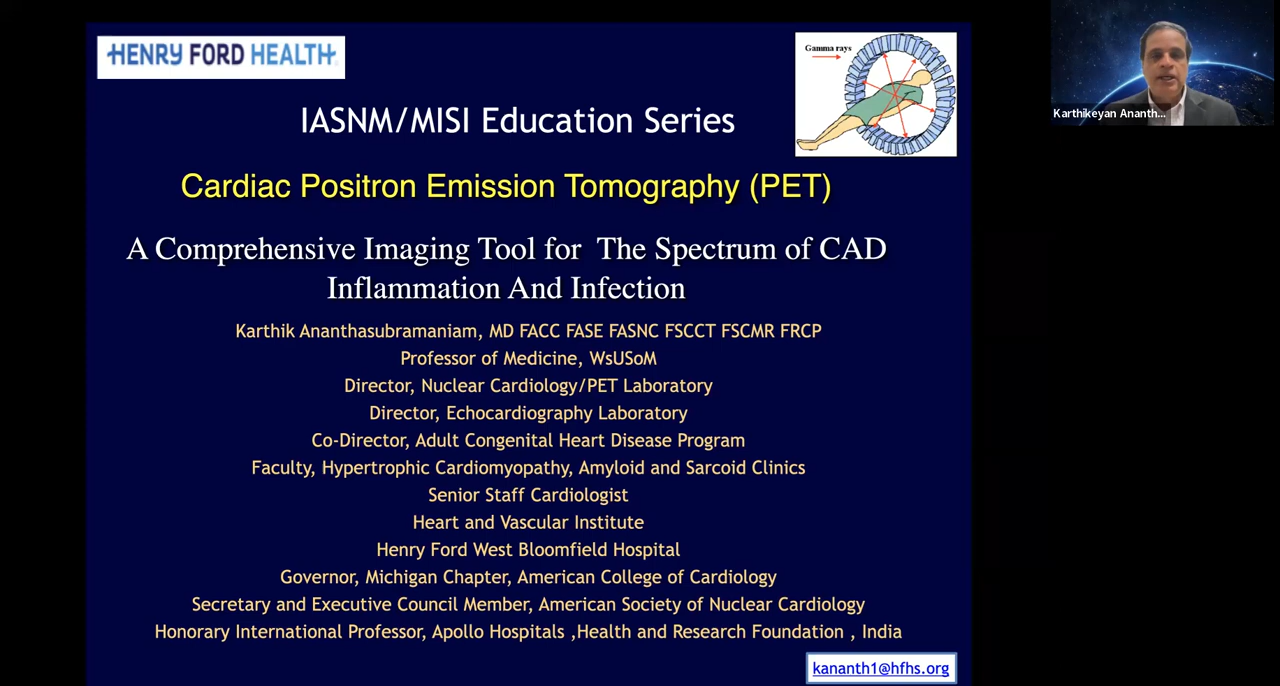 HENRY FORD HEALTH
Gamma rays
IASNM/MISI Education Series
Cardiac Positron Emission Tomography (PET)
A Comprehensive Imaging Tool for The Spectrum of CAD
Inflammation And Infection
Karthik Ananthasubramaniam, MD FACC FASE FASNC FSCCT FSCMR FRCP
Professor of Medicine, WsUSoM
Director, Nuclear Cardiology/PET Laboratory
Director, Echocardiography Laboratory
Co-Director, Adult Congenital Heart Disease Program
Faculty, Hypertrophic Cardiomyopathy, Amyloid and Sarcoid Clinics
Senior Staff Cardiologist
Heart and Vascular Institute
Henry Ford West Bloomfield Hospital
Governor, Michigan Chapter, American College of Cardiology
Secretary and Executive Council Member, American Society of Nuclear Cardiology
Honorary International Professor, Apollo Hospitals ,Health and Research Foundation , India
kananth1@hfhs.org
Karthikeyan Ananth...